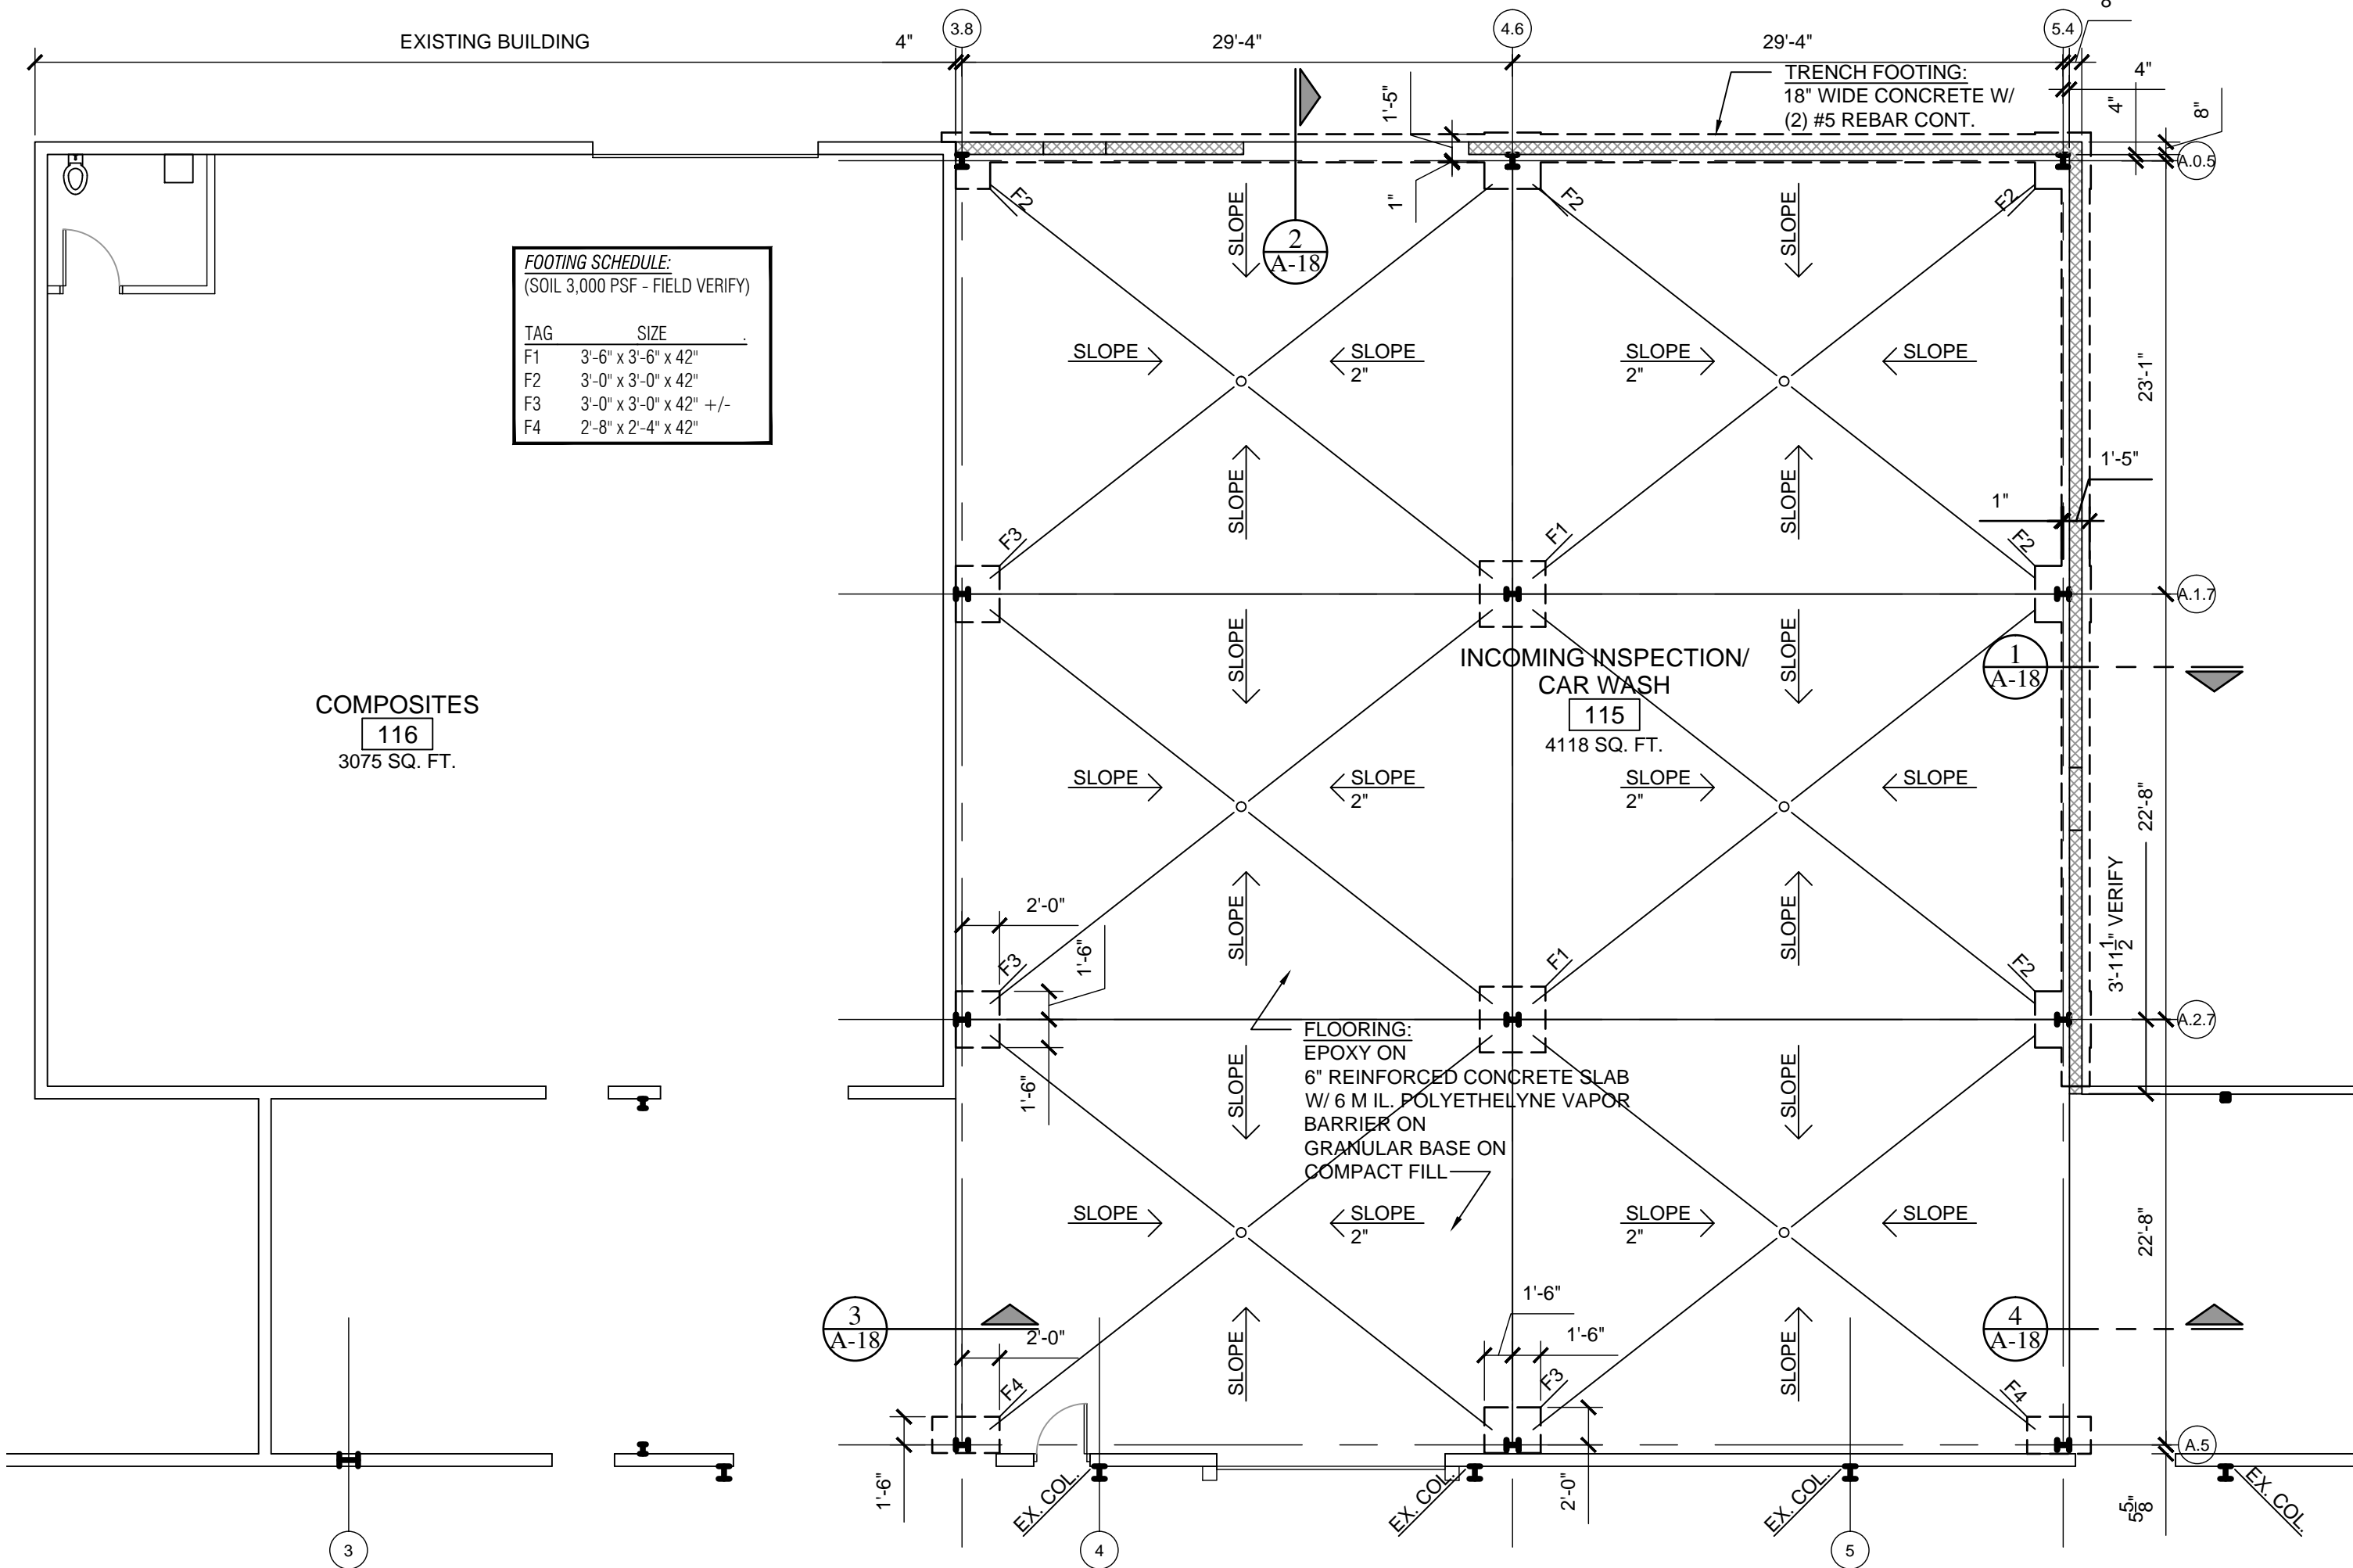 8"
3.8
4.6
5.4
EXISTING BUILDING
4"
29'-4"
29'-4"
TRENCH FOOTING:
18" WIDE CONCRETE W/
(2) #5 REBAR CONT.
4"
4"
8"
1'-5"
1"
A.0.5
F2
F2
F2
SLOPE
SLOPE
2
A-18
FOOTING SCHEDULE:
(SOIL 3,000 PSF - FIELD VERIFY)
TAG SIZE .
F1 3'-6" x 3'-6" x 42"
F2 3'-0" x 3'-0" x 42"
F3 3'-0" x 3'-0" x 42" +/-
F4 2'-8" x 2'-4" x 42"
SLOPE
SLOPE
2"
SLOPE
2"
SLOPE
23'-1"
SLOPE
SLOPE
1'-5"
1"
F3
F1
F2
A.1.7
SLOPE
SLOPE
INCOMING INSPECTION/
CAR WASH
115
4118 SQ. FT.
1
A-18
COMPOSITES
116
3075 SQ. FT.
SLOPE
SLOPE
2"
SLOPE
2"
SLOPE
22'-8"
SLOPE
SLOPE
3'-11 1/2" VERIFY
2'-0"
1'-6"
F3
F1
F2
A.2.7
1'-6"
FLOORING:
EPOXY ON
6" REINFORCED CONCRETE SLAB
W/ 6 M IL. POLYETHELYNE VAPOR
BARRIER ON
GRANULAR BASE ON
COMPACT FILL
SLOPE
SLOPE
SLOPE
SLOPE
2"
SLOPE
2"
SLOPE
22'-8"
3
A-18
2'-0"
1'-6"
1'-6"
4
A-18
SLOPE
SLOPE
F4
F3
F4
A.5
1'-6"
2'-0"
5 5/8"
EX. COL.
EX. COL.
EX. COL.
EX. COL.
3
4
5